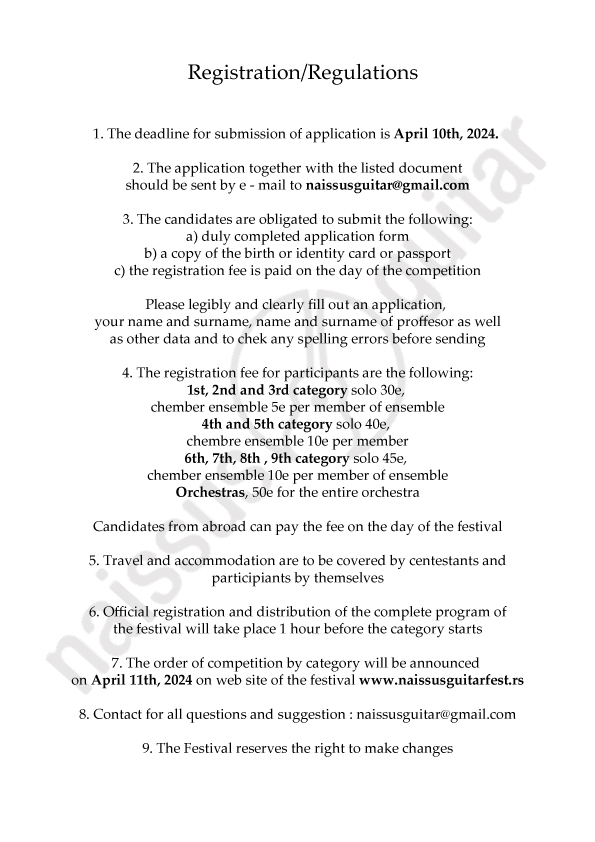 Registration/Regulations
1. The deadline for submission of application is April 10th, 2024.
2. The application together with the listed document
should be sent by e - mail to naissusguitar@gmail.com
3. The candidates are obligated to submit the following:
a) duly completed application form
b) a copy of the birth or identity card or passport
c) the registration fee is paid on the day of the competition
Please legibly and clearly fill out an application,
your name and surname, name and surname of proffesor as well
as other data and to chek any spelling errors before sending
4. The registration fee for participants are the following:
1st, 2nd and 3rd category solo 30e,
chember ensemble 5e per member of ensemble
4th and 5th category solo 40e,
chembre ensemble 10e per member
6th, 7th, 8th , 9th category solo 45e,
chember ensemble 10e per member of ensemble
Orchestras, 50e for the entire orchestra
Candidates from abroad can pay the fee on the day of the festival
5. Travel and accommodation are to be covered by centestants and
participiants by themselves
6. Official registration and distribution of the complete program of
the festival will take place 1 hour before the category starts
7. The order of competition by category will be announced
on April 11th, 2024 on web site of the festival www.naissusguitarfest.rs
8. Contact for all questions and suggestion : naissusguitar@gmail.com
9. The Festival reserves the right to make changes
naissus guitar